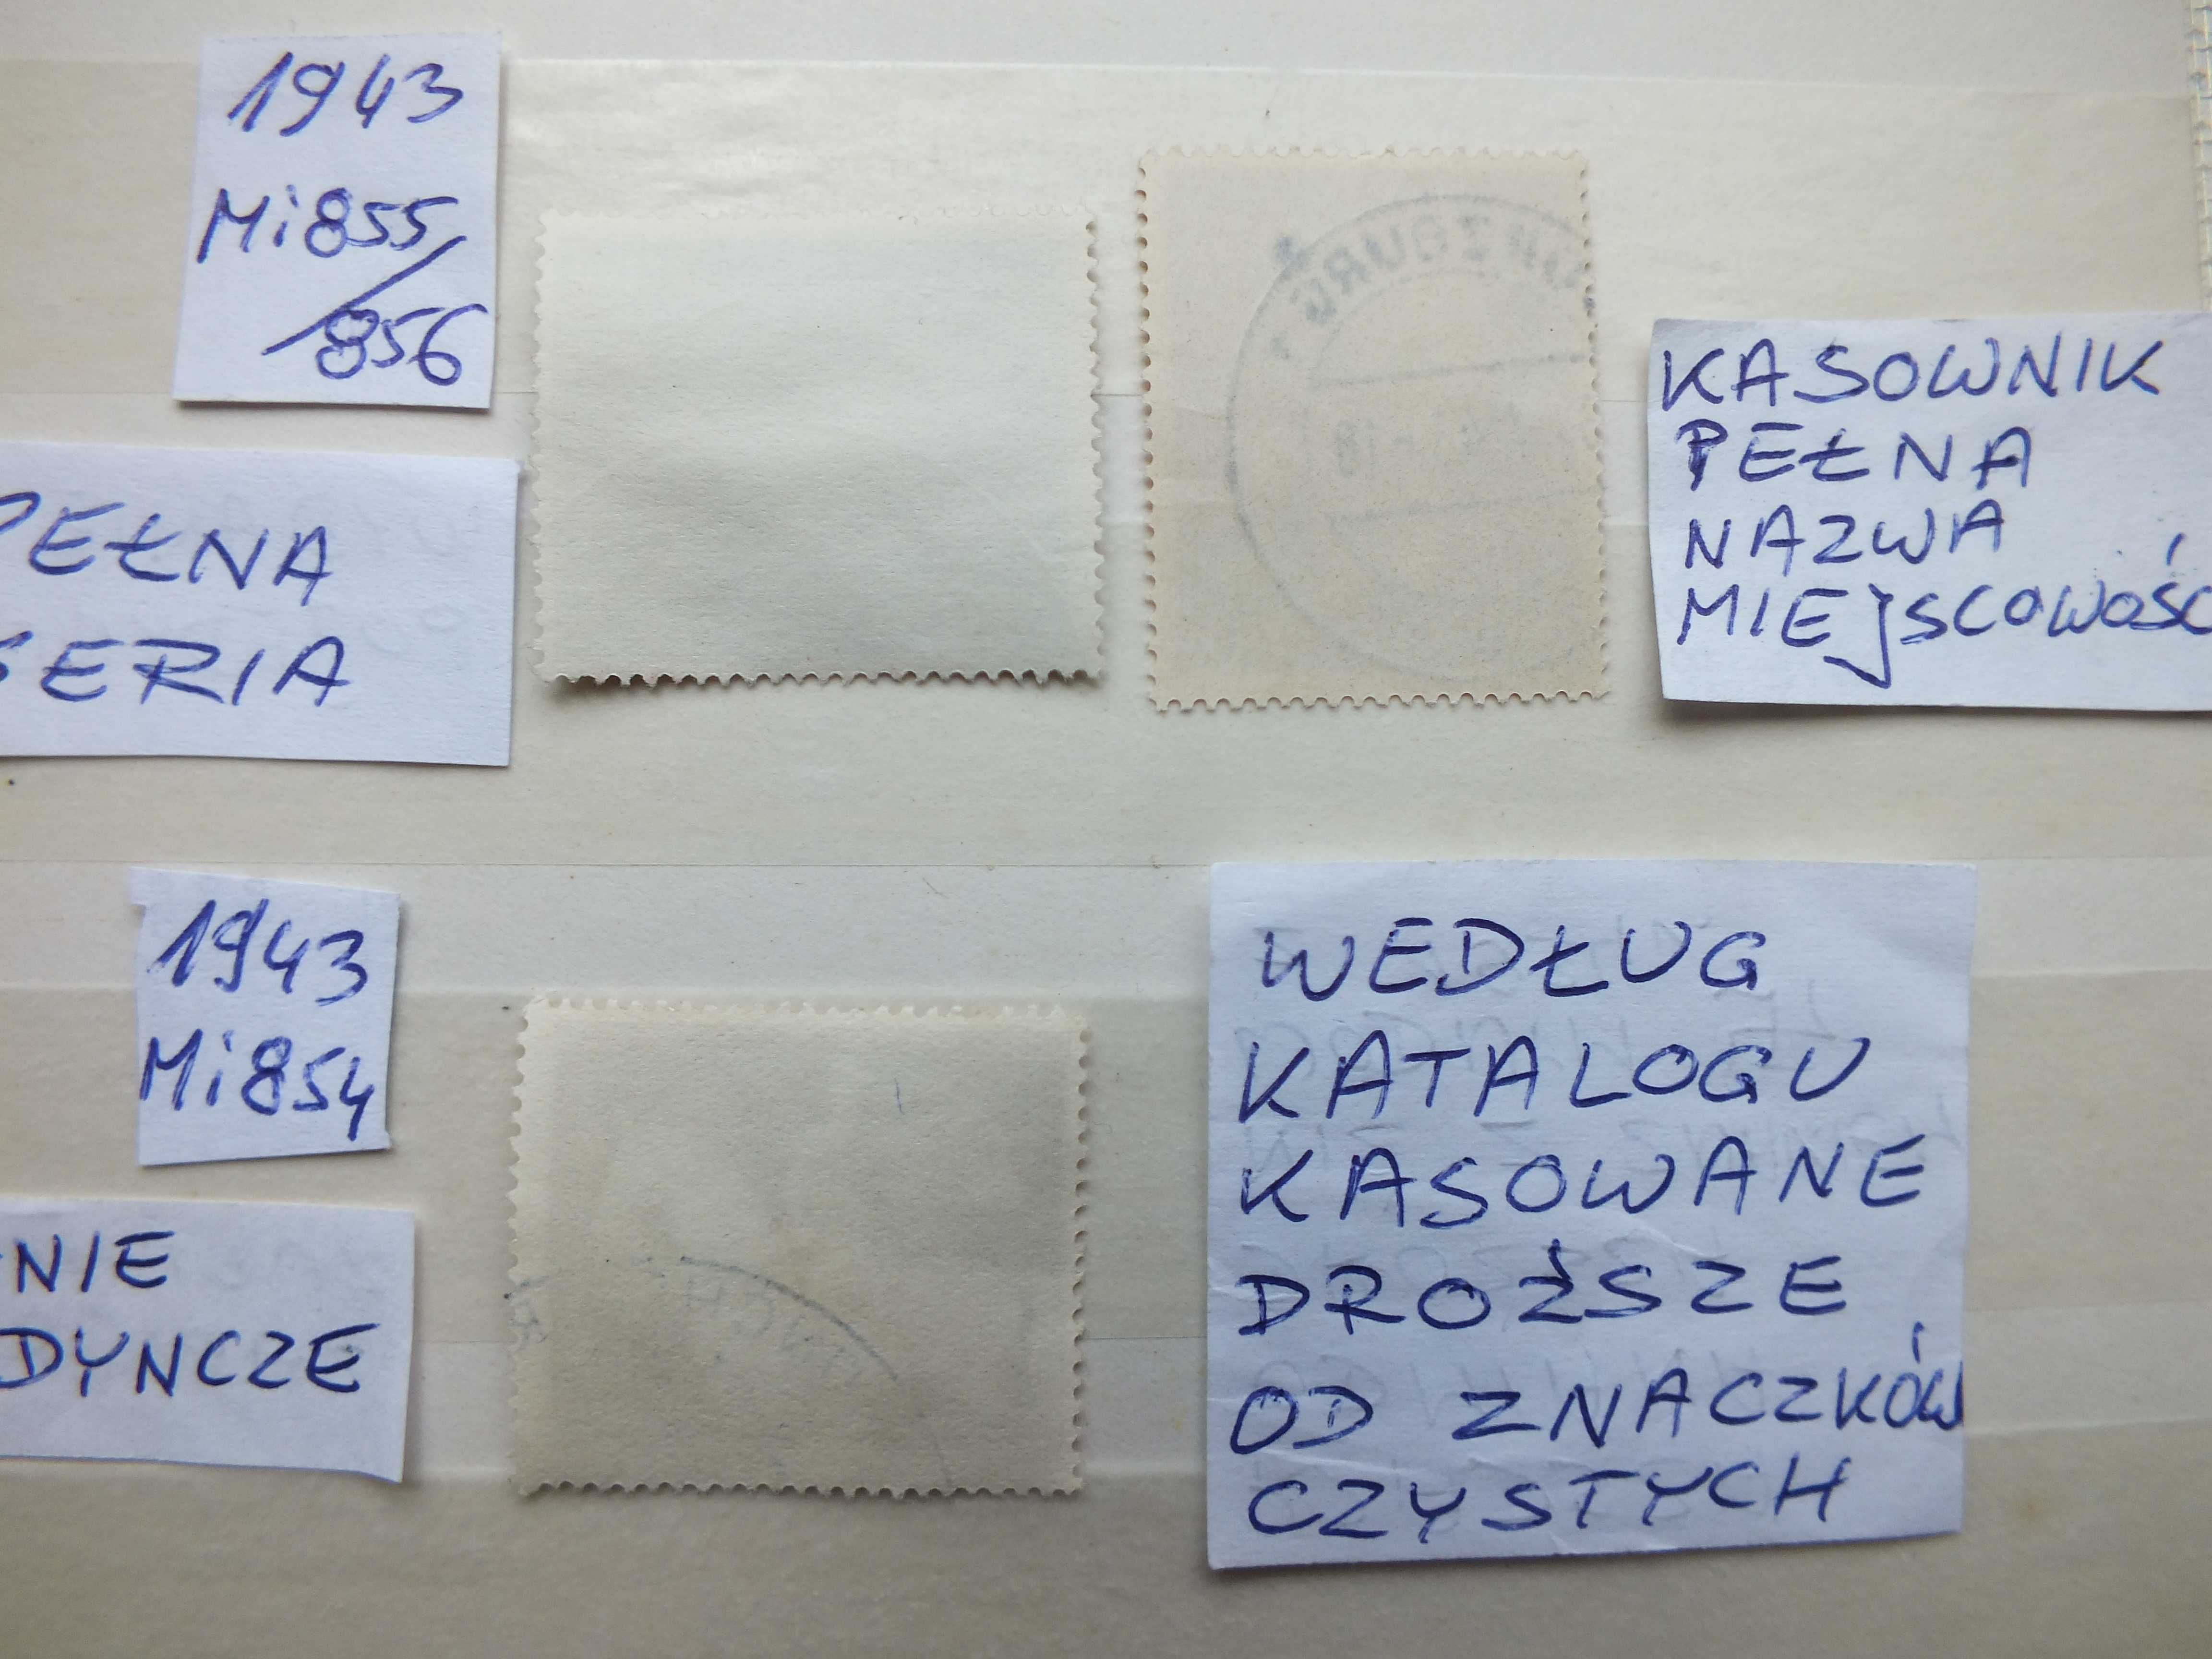 1943
Mi855
/856
PEŁNA
SERIA
KASOWNIK
PEŁNA
NAZWA
MIEJSCOWOŚC
1943
Mi854
NIE
DYNCZE
WEDŁUG
KATALOGU
KASOWANE
DROŻSZE
OD ZNACZKÓW
CZYSTYCH